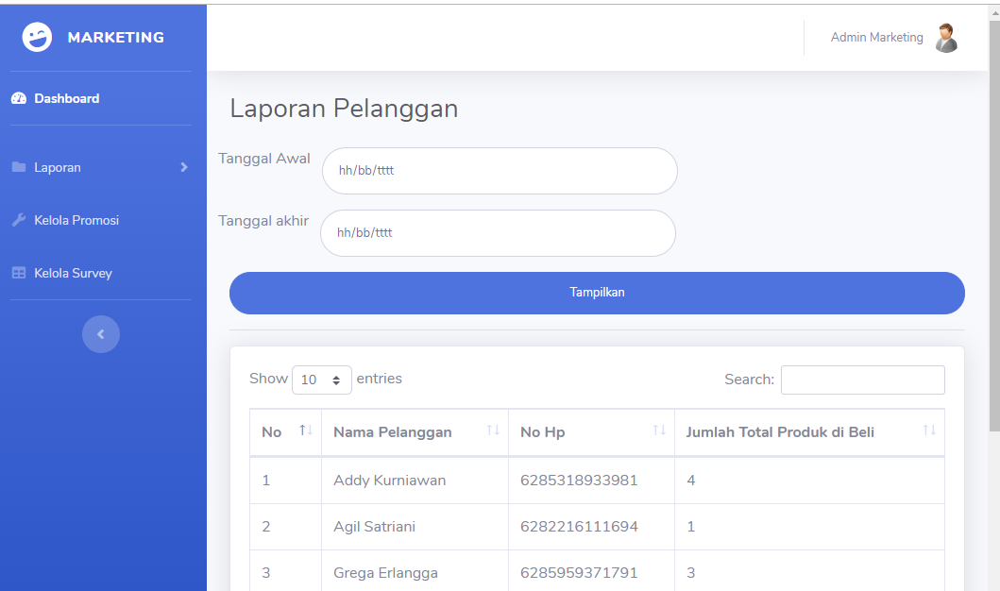 MARKETING
Admin Marketing
Dashboard
Laporan
Kelola Promosi
Kelola Survey
Laporan Pelanggan
Tanggal Awal hh/bb/tttt
Tanggal akhir hh/bb/tttt
Tampilkan
Show 10 entries Search:
No Nama Pelanggan No Hp Jumlah Total Produk di Beli
1 Addy Kurniawan 6285318933981 4
2 Agil Satriani 6282216111694 1
3 Grega Erlangga 6285959371791 3